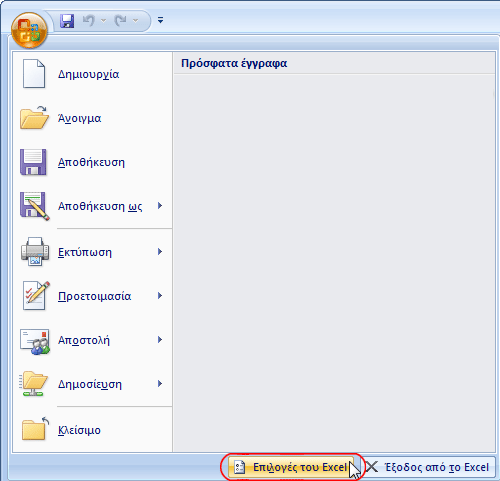 Πρόσφατα έγγραφα
Δημιουργία
Άνοιγμα
Αποθήκευση
Αποθήκευση ως
Εκτύπωση
Προετοιμασία
Αποστολή
Δημοσίευση
Κλείσιμο
Επιλογές του Excel
Έξοδος από το Excel